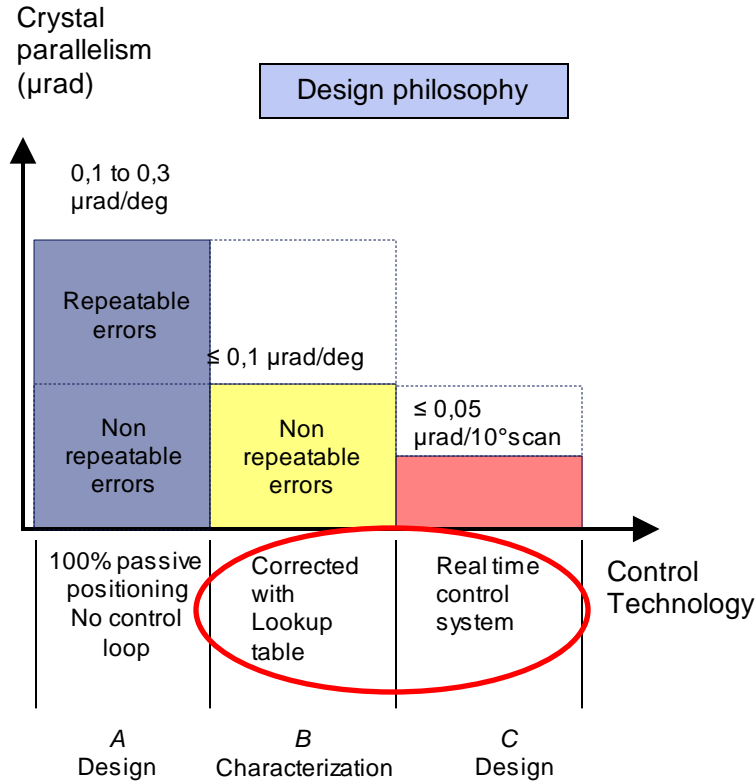 Crystal
parallelism
(µrad)
Design philosophy
0,1 to 0,3
µrad/deg
Repeatable
errors
≤ 0,1 µrad/deg
≤ 0,05
µrad/10°scan
Non
repeatable
errors
Non
repeatable
errors
100% passive
positioning
No control
loop
Corrected
with
Lookup
table
Real time
control
system
Control
Technology
A
Design
B
Characterization
C
Design